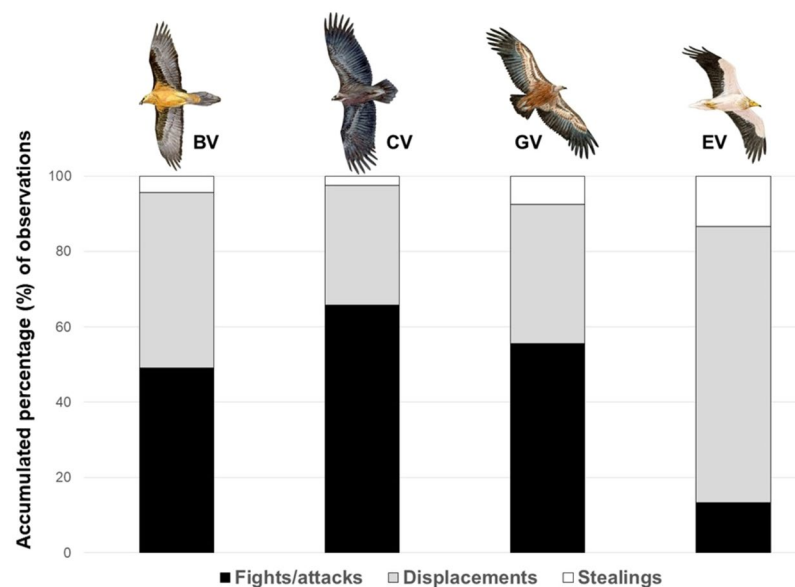 BV CV GV EV
Accumulated percentage (%) of observations
100
80
60
40
20
0
Fights/attacks Displacements Stealings